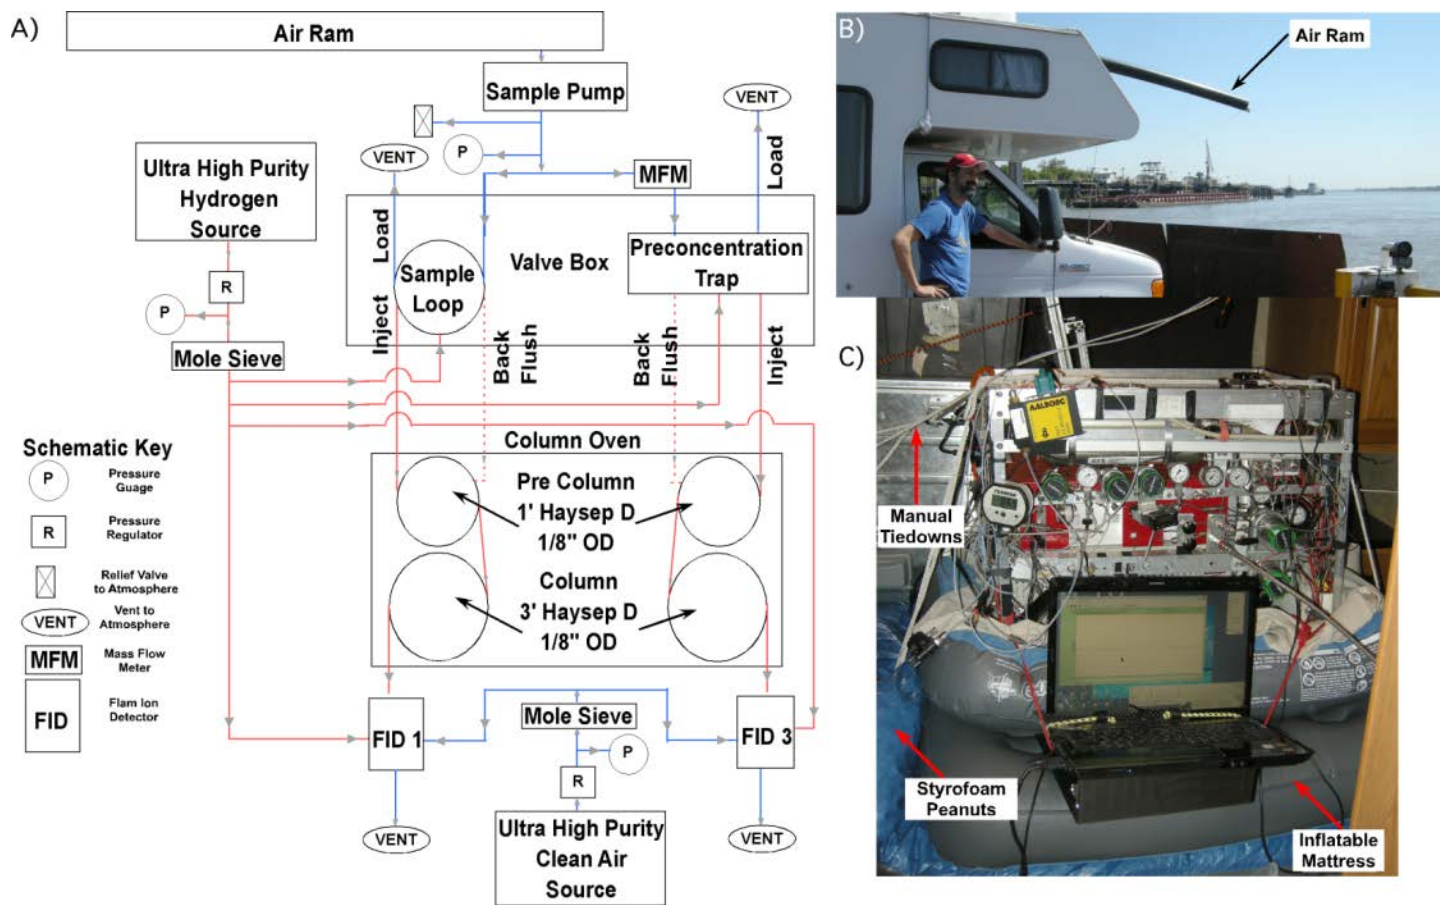 A)
Air Ram
Sample Pump
VENT
P
VENT
Load
MFM
Ultra High Purity
Hydrogen
Source
Load
Sample
Loop
Valve Box
Preconcentration
Trap
R
P
Mole Sieve
Inject
Back
Flush
Back
Flush
Inject
Column Oven
Pre Column
1' Haysep D
1/8" OD
Column
3' Haysep D
1/8" OD
Schematic Key
P
Pressure
Guage
R
Pressure
Regulator
Relief Valve
to Atmosphere
VENT
Vent to
Atmosphere
MFM
Mass Flow
Meter
FID
Flam Ion
Detector
FID 1
Mole Sieve
FID 3
P
R
VENT
VENT
Ultra High Purity
Clean Air
Source
B)
Air Ram
C)
AALBORG
Manual
Tiedowns
Styrofoam
Peanuts
Inflatable
Mattress